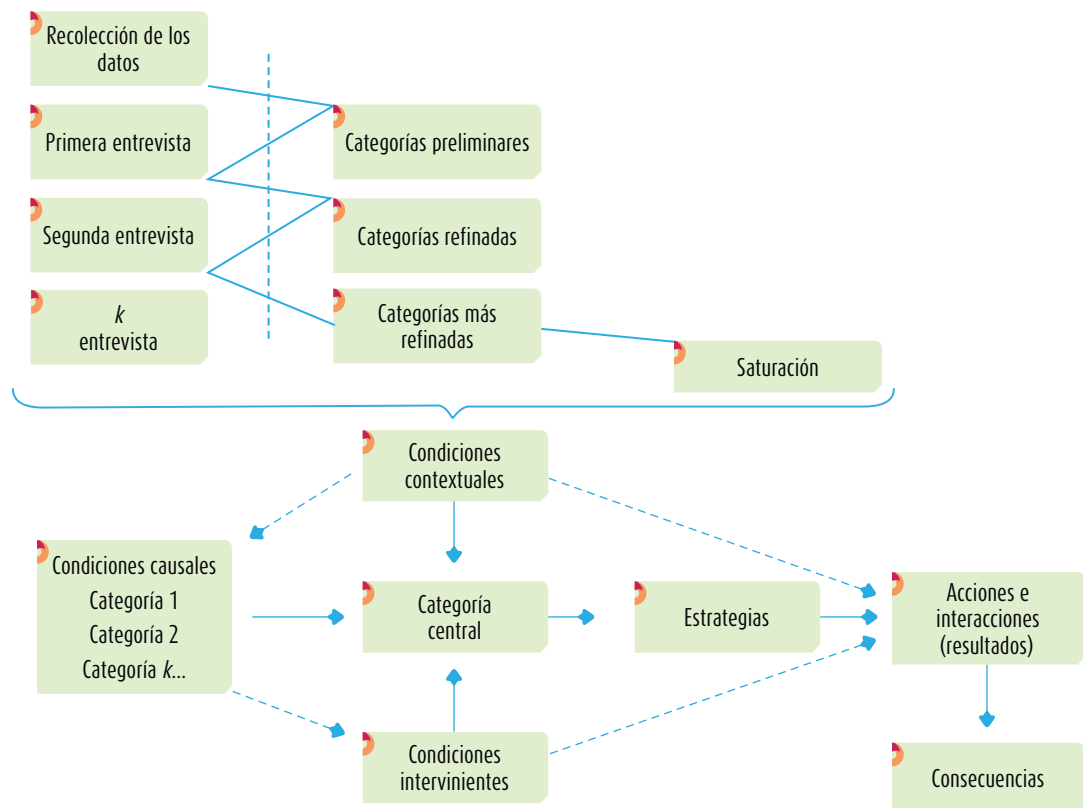 Recolección de los
datos
Primera entrevista
Categorías preliminares
Segunda entrevista
Categorías refinadas
k
entrevista
Categorías más
refinadas
Saturación
Condiciones
contextuales
Condiciones causales
Categoría 1
Categoría 2
Categoría k...
Categoría
central
Estrategias
Acciones e
interacciones
(resultados)
Condiciones
intervinientes
Consecuencias